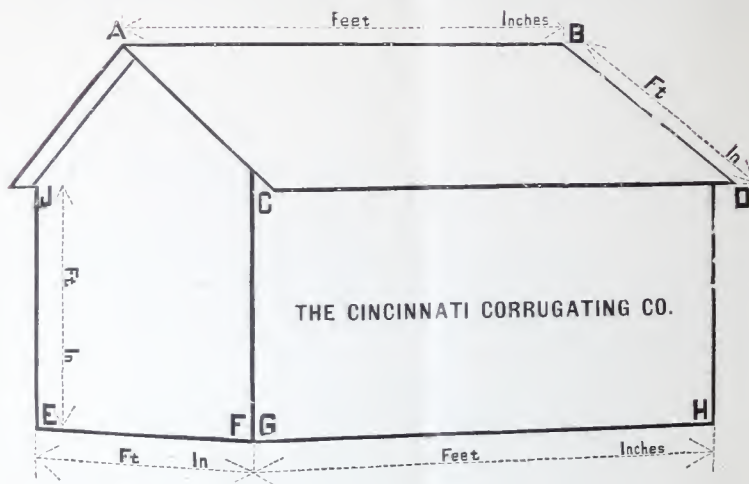 Feet Inches
A B
Ft
In
J C D
Ft
In
THE CINCINNATI CORRUGATING CO.
E F G H
Ft In Feet Inches